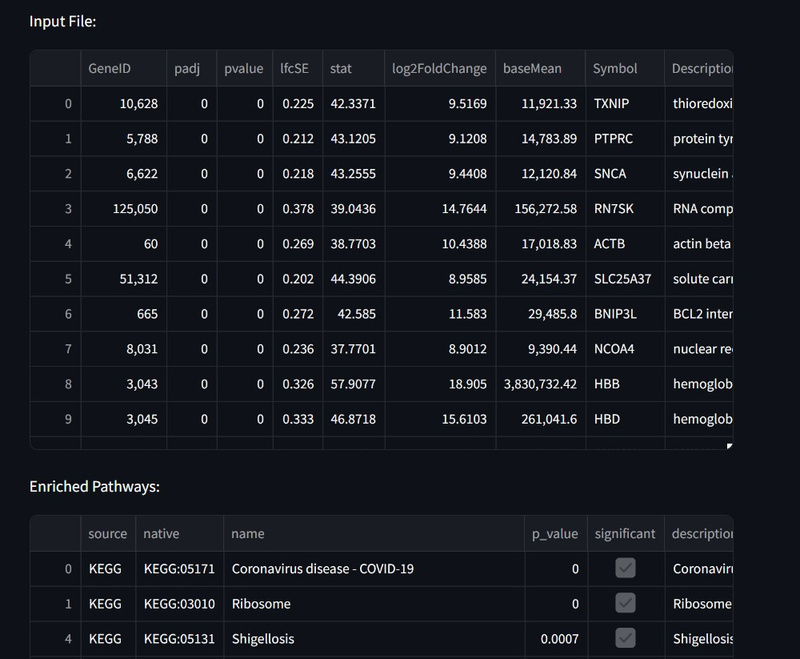 Input File:
GeneID padj pvalue lfcSE stat log2FoldChange baseMean Symbol Descriptio
0 10,628 0 0 0.225 42.3371 9.5169 11,921.33 TXNIP thioredoxi
1 5,788 0 0 0.212 43.1205 9.1208 14,783.89 PTPRC protein tyr
2 6,622 0 0 0.218 43.2555 9.4408 12,120.84 SNCA synuclein
3 125,050 0 0 0.378 39.0436 14.7644 156,272.58 RN7SK RNA comp
4 60 0 0 0.269 38.7703 10.4388 17,018.83 ACTB actin beta
5 51,312 0 0 0.202 44.3906 8.9585 24,154.37 SLC25A37 solute carr
6 665 0 0 0.272 42.585 11.583 29,485.8 BNIP3L BCL2 inter
7 8,031 0 0 0.236 37.7701 8.9012 9,390.44 NCOA4 nuclear re
8 3,043 0 0 0.326 57.9077 18.905 3,830,732.42 HBB hemoglob
9 3,045 0 0 0.333 46.8718 15.6103 261,041.6 HBD hemoglob
Enriched Pathways:
source native name p_value significant description
0 KEGG KEGG:05171 Coronavirus disease - COVID-19 0 Coronaviru
1 KEGG KEGG:03010 Ribosome 0 Ribosome
4 KEGG KEGG:05131 Shigellosis 0.0007 Shigellosis